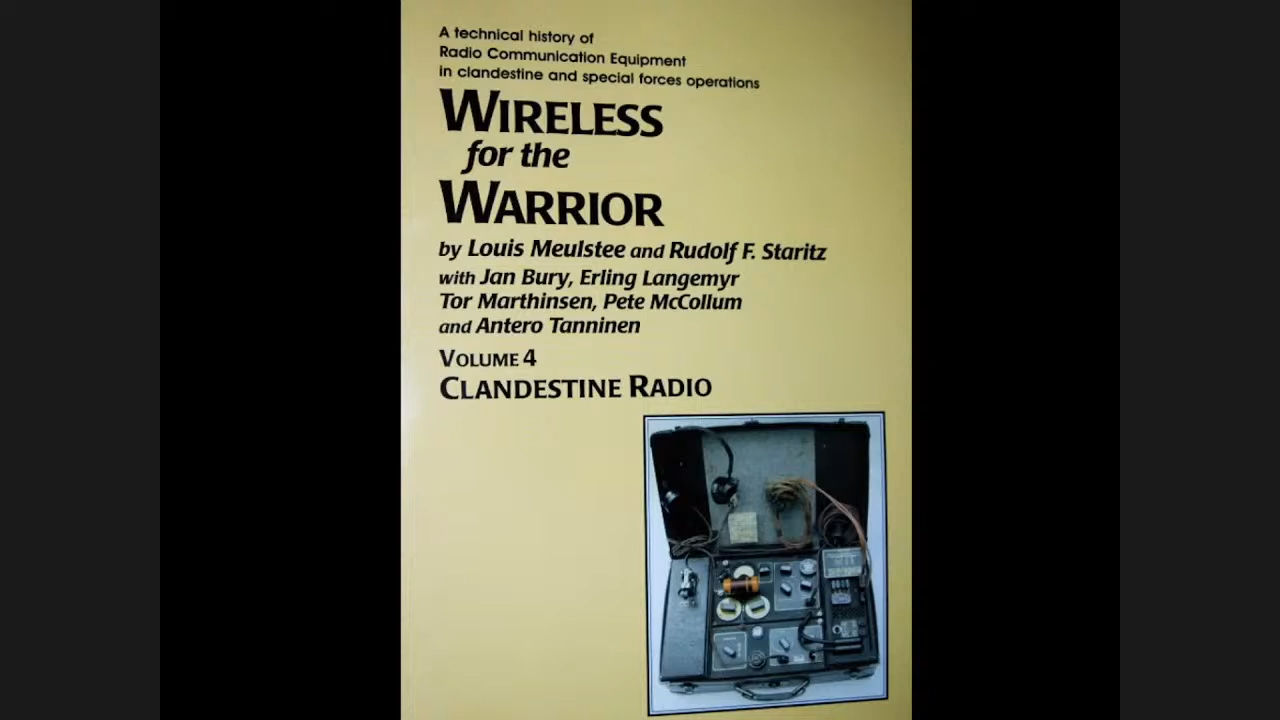 A technical history of
Radio Communication Equipment
in clandestine and special forces operations
WIRELESS
for the
WARRIOR
by Louis Meulstee and Rudolf F. Staritz
with Jan Bury, Erling Langemyr
Tor Marthinsen, Pete McCollum
and Antero Tanninen
VOLUME 4
CLANDESTINE RADIO